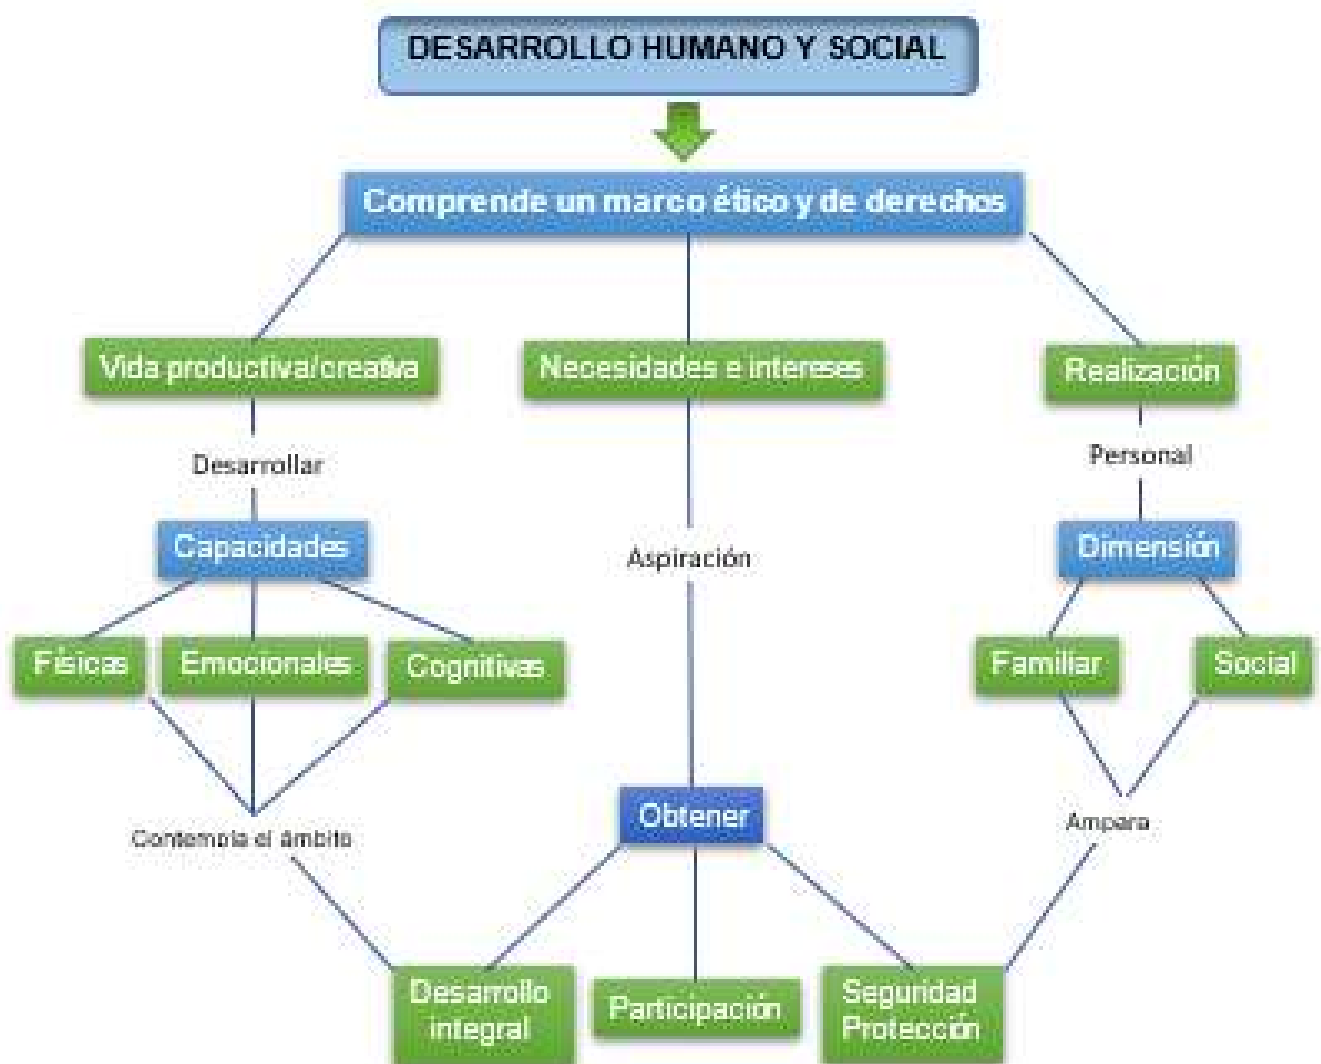 DESARROLLO HUMANO Y SOCIAL
Comprende un marco ético y de derechos
Vida productiva/creativa
Necesidades e intereses
Realización
Desarrollar
Personal
Capacidades
Aspiración
Dimensión
Físicas
Emocionales
Cognitivas
Familiar
Social
Obtener
Contempla el ámbito
Ampara
Desarrollo
integral
Participación
Seguridad
Protección